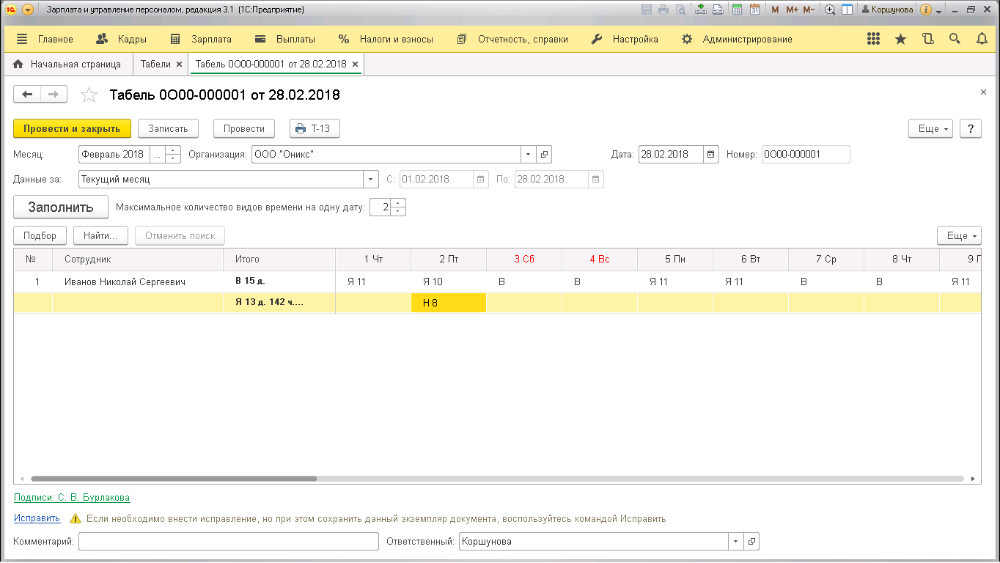 Зарплата и управление персоналом, редакция 3.1 (1С:Предприятие) M M+ M- Коршунова
Главное Кадры Зарплата Выплаты Налоги и взносы Отчетность, справки Настройка Администрирование
Начальная страница Табели Табель 0О00-000001 от 28.02.2018
Табель 0О00-000001 от 28.02.2018
Провести и закрыть Записать Провести Т-13 Еще ?
Месяц: Февраль 2018 ... Организация: ООО "Оникс" Дата: 28.02.2018 Номер: 0О00-000001
Данные за: Текущий месяц С: 01.02.2018 По: 28.02.2018
Заполнить Максимальное количество видов времени на одну дату: 2
Подбор Найти... Отменить поиск Еще
№ Сотрудник Итого 1 Чт 2 Пт 3 Сб 4 Вс 5 Пн 6 Вт 7 Ср 8 Чт 9
1 Иванов Николай Сергеевич В 15 д. Я 11 Я 10 В В Я 11 Я 11 В В Я 11
Я 13 д. 142 ч.... Н 8
Подписи: С. В. Бурлакова
Исправить Если необходимо внести исправление, но при этом сохранить данный экземпляр документа, воспользуйтесь командой Исправить
Комментарий: Ответственный: Коршунова